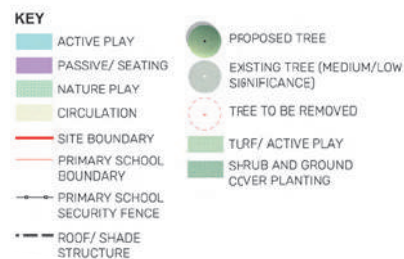 KEY
ACTIVE PLAY
PASSIVE/ SEATING
NATURE PLAY
CIRCULATION
SITE BOUNDARY
PRIMARY SCHOOL
BOUNDARY
PRIMARY SCHOOL
SECURITY FENCE
ROOF/ SHADE
STRUCTURE
PROPOSED TREE
EXISTING TREE (MEDIUM/LOW
SIGNIFICANCE)
TREE TO BE REMOVED
TURF/ ACTIVE PLAY
SHRUB AND GROUND
COVER PLANTING